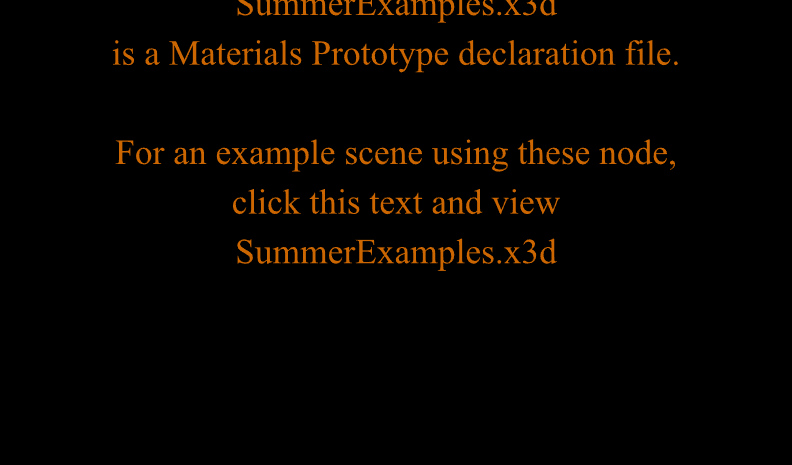 SummerExamples.x3d
is a Materials Prototype declaration file.
For an example scene using these node,
click this text and view
SummerExamples.x3d